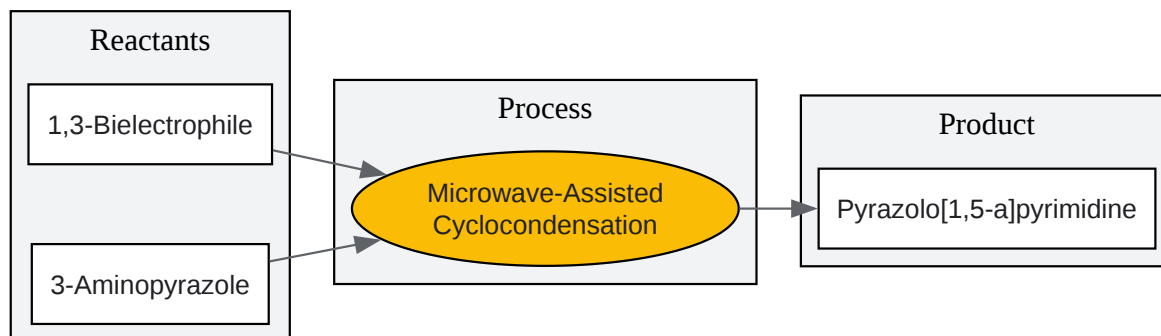 Reactants
1,3-Bielectrophile
3-Aminopyrazole
Process
Microwave-Assisted
Cyclocondensation
Product
Pyrazolo[1,5-a]pyrimidine